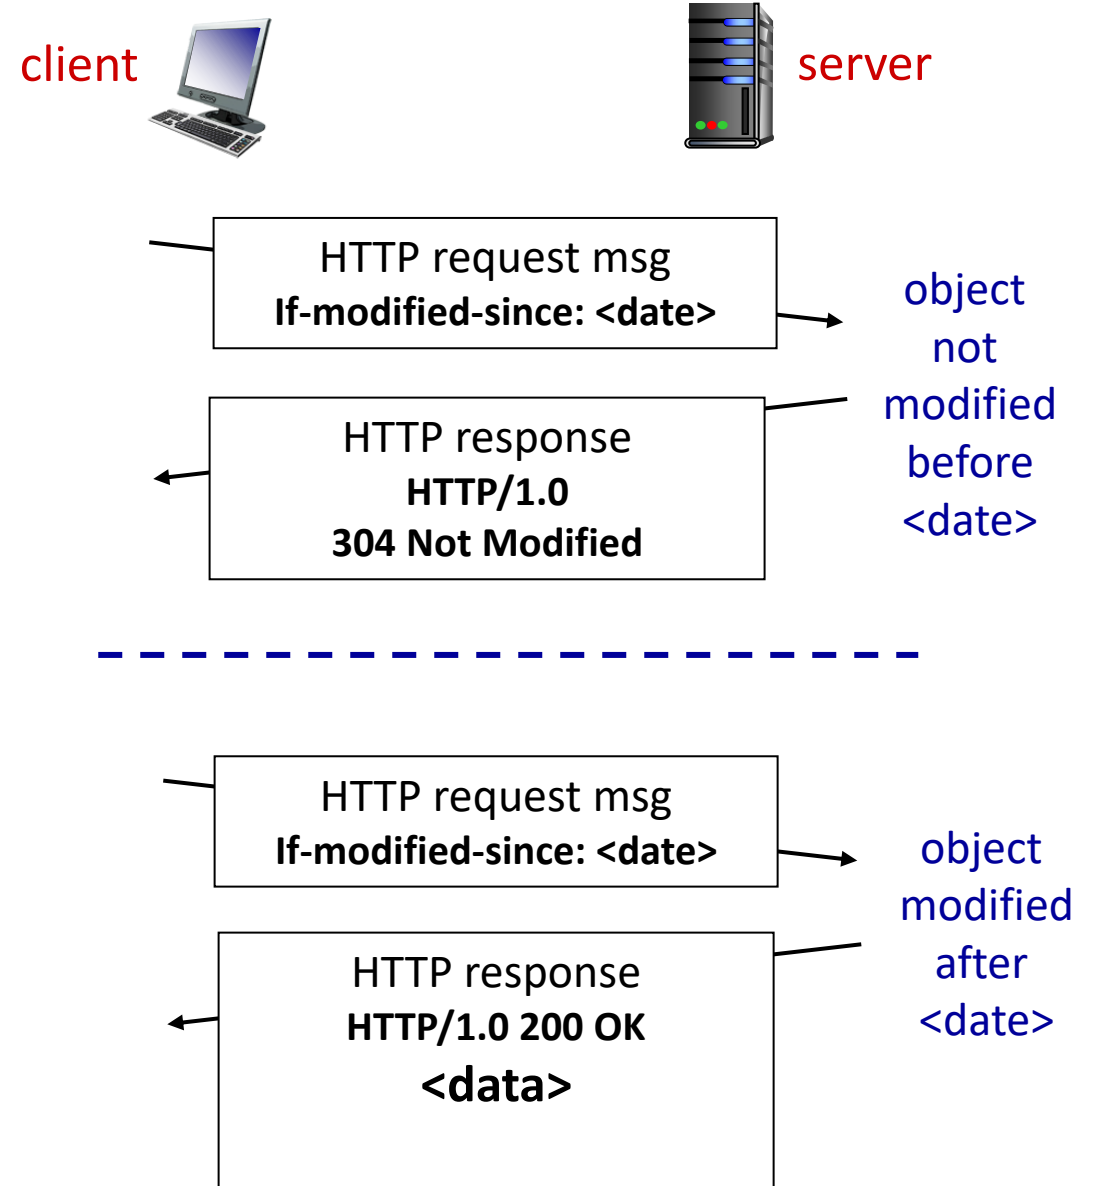 client
server
HTTP request msg
If-modified-since: <date>
object
not
modified
before
<date>
HTTP response
HTTP/1.0
304 Not Modified
HTTP request msg
If-modified-since: <date>
object
modified
after
<date>
HTTP response
HTTP/1.0 200 OK
<data>